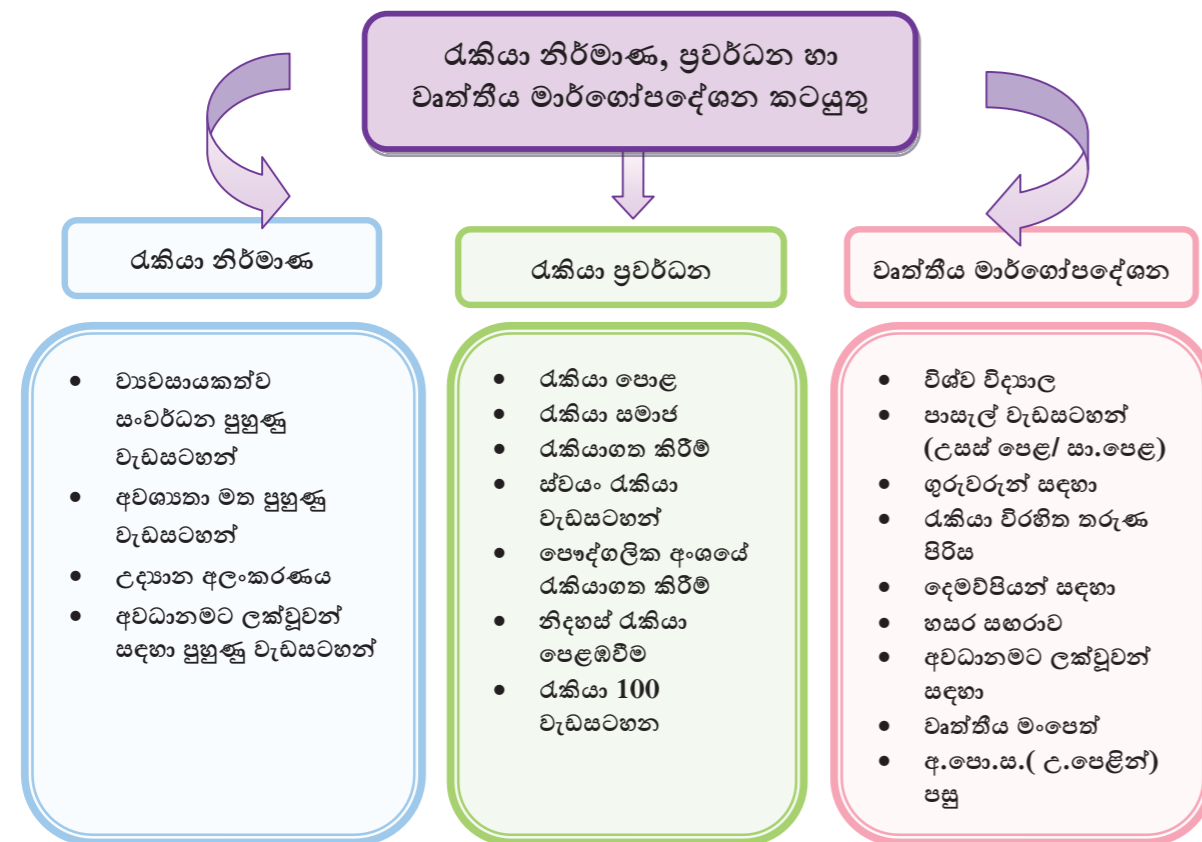 රැකියා නිර්මාණ, ප්‍රවර්ධන හා
වෘත්තීය මාර්ගෝපදේශන කටයුතු
රැකියා නිර්මාණ
• ව්‍යවසායකත්ව
සංවර්ධන පුහුණු
වැඩසටහන්
• අවශ්‍යතා මත පුහුණු
වැඩසටහන්
• උද්‍යාන අලංකරණය
• අවධානමට ලක්වූවන්
සඳහා පුහුණු වැඩසටහන්
රැකියා ප්‍රවර්ධන
• රැකියා පොළ
• රැකියා සමාජ
• රැකියාගත කිරීම්
• ස්වයං රැකියා
වැඩසටහන්
• පෞද්ගලික අංශයේ
රැකියාගත කිරීම්
• නිදහස් රැකියා
පෙළඹවීම
• රැකියා 100
වැඩසටහන
වෘත්තීය මාර්ගෝපදේශන
• විශ්ව විද්‍යාල
• පාසැල් වැඩසටහන්
(උසස් පෙළ/ සා.පෙළ)
• ගුරුවරුන් සඳහා
• රැකියා විරහිත තරුණ
පිරිස
• දෙමව්පියන් සඳහා
• හසර සඟරාව
• අවධානමට ලක්වූවන්
සඳහා
• වෘත්තීය මංපෙත්
• අ.පො.ස.( උ.පෙළින්)
පසු